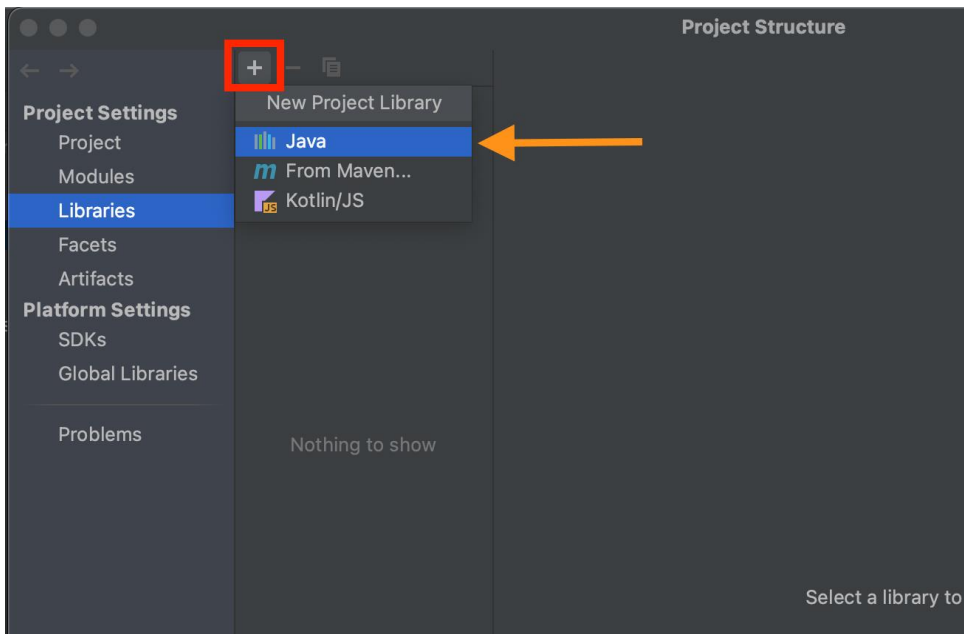 Project Structure
+
New Project Library
Project Settings
Java
Project
m From Maven...
Modules
JS Kotlin/JS
Libraries
Facets
Artifacts
Platform Settings
SDKs
Global Libraries
Problems
Nothing to show
Select a library to